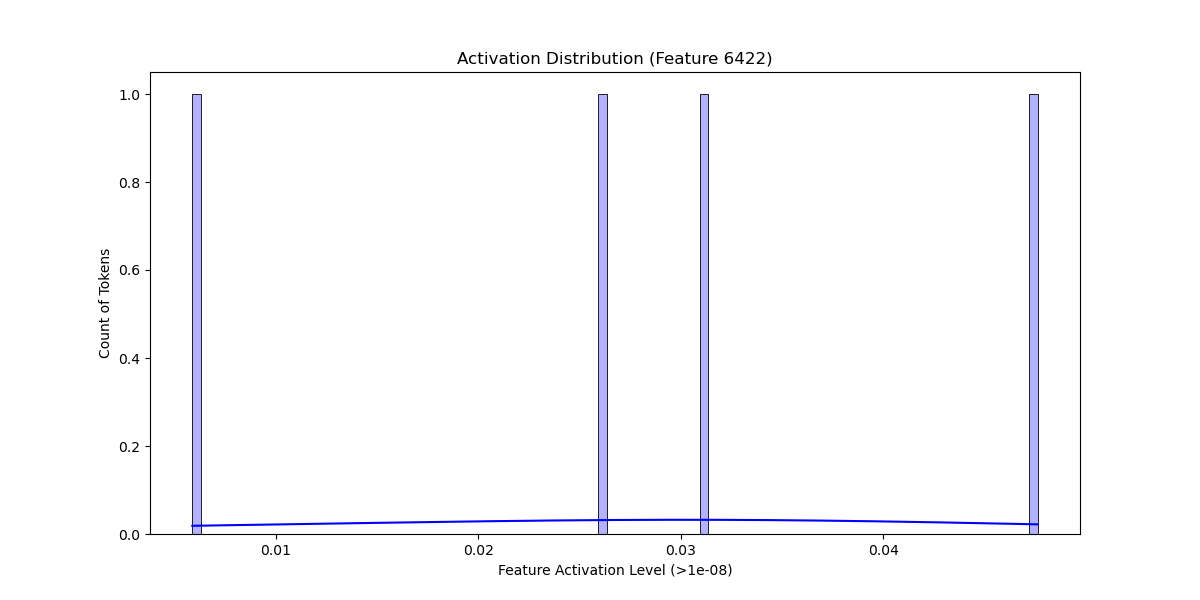 Activation Distribution (Feature 6422)
1.0
0.8
0.6
0.4
0.2
0.0
Count of Tokens
0.01 0.02 0.03 0.04
Feature Activation Level (>1e-08)